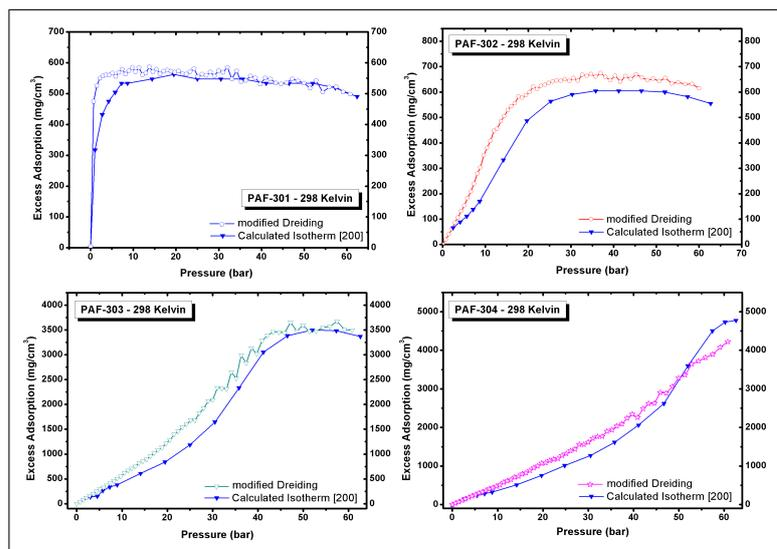 700 700
600 600
500 500
400 400
300 300
200 200
100 100
0 0
0 10 20 30 40 50 60
Excess Adsorption (mg/cm³)
Pressure (bar)
PAF-301 - 298 Kelvin
modified Dreiding
Calculated Isotherm [200]
800 800
700 700
600 600
500 500
400 400
300 300
200 200
100 100
0 0
0 10 20 30 40 50 60 70
Excess Adsorption (mg/cm³)
Pressure (bar)
PAF-302 - 298 Kelvin
modified Dreiding
Calculated Isotherm [200]
PAF-303 - 298 Kelvin
4000 4000
3500 3500
3000 3000
2500 2500
2000 2000
1500 1500
1000 1000
500 500
0 0
0 10 20 30 40 50 60
Excess Adsorption (mg/cm³)
Pressure (bar)
modified Dreiding
Calculated Isotherm [200]
PAF-304 - 298 Kelvin
5000 5000
4000 4000
3000 3000
2000 2000
1000 1000
0 0
0 10 20 30 40 50 60
Excess Adsorption (mg/cm³)
Pressure (bar)
modified Dreiding
Calculated Isotherm [200]